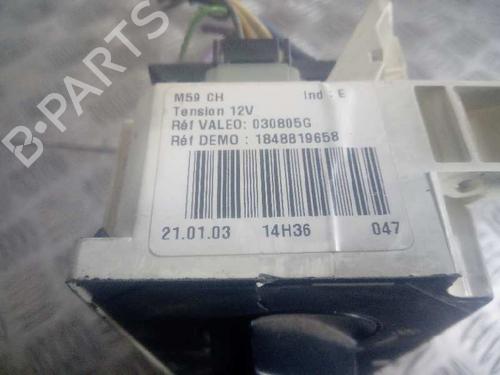 M59 CH Ind : E
Tension 12V
Réf VALEO: 030805G
Réf DEMO : 1848819658
21.01.03 14H36 047
B-PARTS